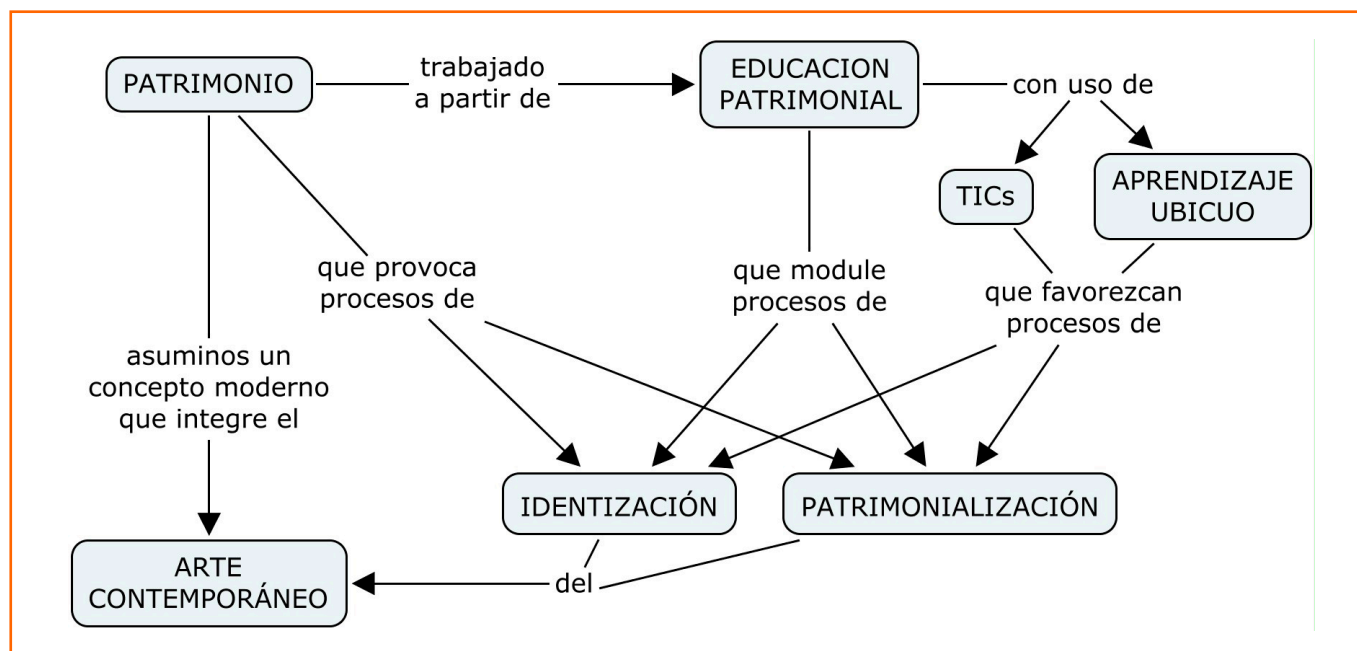 PATRIMONIO
trabajado
a partir de
EDUCACION
PATRIMONIAL
con uso de
TICs
APRENDIZAJE
UBICUO
que provoca
procesos de
que module
procesos de
que favorezcan
procesos de
asuminos un
concepto moderno
que integre el
IDENTIZACIÓN
PATRIMONIALIZACIÓN
ARTE
CONTEMPORÁNEO
del